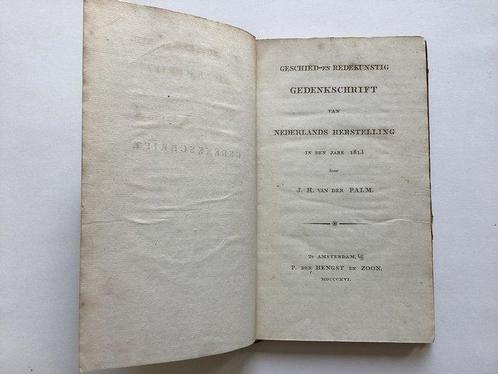 GESCHIED- EN REDEKUNSTIG
GEDENKSCHRIFT
VAN
NEDERLANDS HERSTELLING
IN DEN JARE 1813
door
J. H. VAN DER PALM.
Te AMSTERDAM, bij
P. DEN HENGST EN ZOON.
MDCCCXVI.